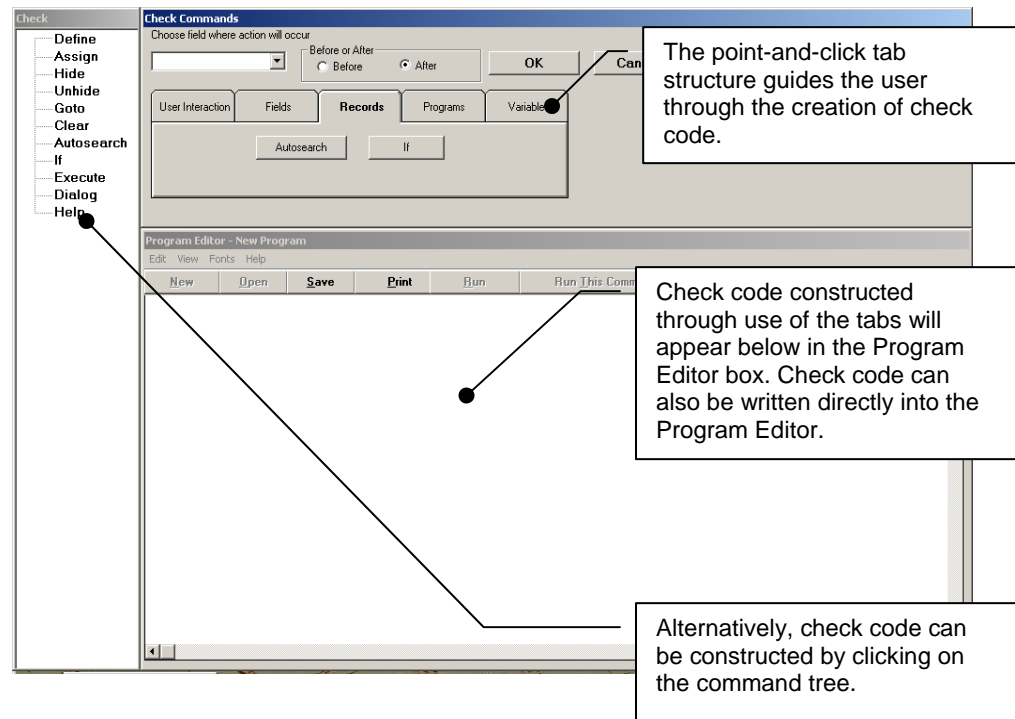 Check
Define
Assign
Hide
Unhide
Goto
Clear
Autosearch
If
Execute
Dialog
Help
Check Commands
Choose field where action will occur
Before or After
Before
After
OK
User Interaction
Fields
Records
Programs
Autosearch
If
Program Editor - New Program
Edit View Fonts Help
New Open Save Print Run Run This
The point-and-click tab
structure guides the user
through the creation of check
code.
Check code constructed
through use of the tabs will
appear below in the Program
Editor box. Check code can
also be written directly into the
Program Editor.
Alternatively, check code can
be constructed by clicking on
the command tree.